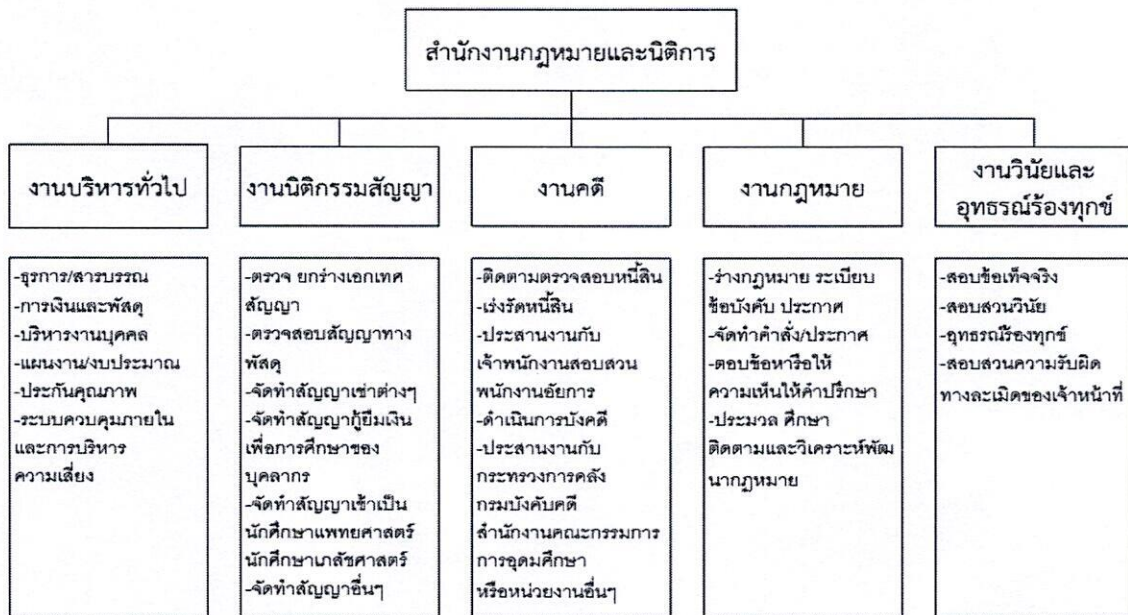 สำนักงานกฎหมายและนิติการ
งานบริหารทั่วไป
งานนิติกรรมสัญญา
งานคดี
งานกฎหมาย
งานวินัยและ
อุทธรณ์ร้องทุกข์
-ธุรการ/สารบรรณ
-การเงินและพัสดุ
-บริหารงานบุคคล
-แผนงาน/งบประมาณ
-ประกันคุณภาพ
-ระบบควบคุมภายใน
และการบริหาร
ความเสี่ยง
-ตรวจ ยกร่างเอกเทศ
สัญญา
-ตรวจสอบสัญญาทาง
พัสดุ
-จัดทำสัญญาเช่าต่างๆ
-จัดทำสัญญากู้ยืมเงิน
เพื่อการศึกษาของ
บุคลากร
-จัดทำสัญญาเข้าเป็น
นักศึกษาแพทยศาสตร์
นักศึกษาเภสัชศาสตร์
-จัดทำสัญญาอื่นๆ
-ติดตามตรวจสอบหนี้สิน
-เร่งรัดหนี้สิน
-ประสานงานกับ
เจ้าพนักงานสอบสวน
พนักงานอัยการ
-ดำเนินการบังคดี
-ประสานงานกับ
กระทรวงการคลัง
กรมบังคับคดี
สำนักงานคณะกรรมการ
การอุดมศึกษา
หรือหน่วยงานอื่นๆ
-ร่างกฎหมาย ระเบียบ
ข้อบังคับ ประกาศ
-จัดทำคำสั่ง/ประกาศ
-ตอบข้อหารือให้
ความเห็นให้คำปรึกษา
-ประมวล ศึกษา
ติดตามและวิเคราะห์พัฒ
นากฎหมาย
-สอบข้อเท็จจริง
-สอบสวนวินัย
อุทธรณ์ร้องทุกข์
-สอบสวนความรับผิด
ทางละเมิดของเจ้าหน้าที่